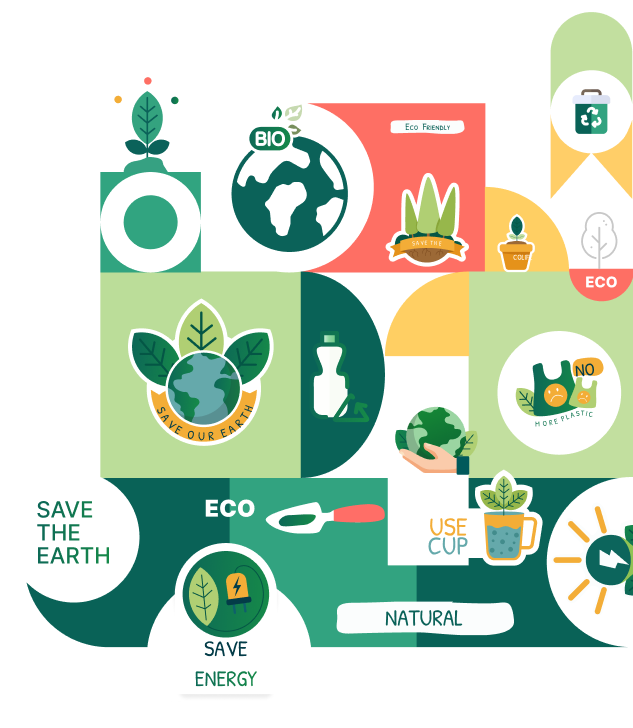 BIO
Eco Friendly
SAVE THE
ECO
SAVE OUR EARTH
NO
MORE PLASTIC
SAVE
THE
EARTH
ECO
USE
CUP
NATURAL
SAVE
ENERGY